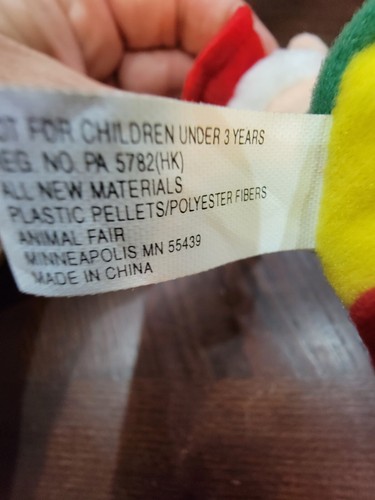 FOR CHILDREN UNDER 3 YEARS
REG. NO. PA 5782(HK)
ALL NEW MATERIALS
PLASTIC PELLETS/POLYESTER FIBERS
ANIMAL FAIR
MINNEAPOLIS MN 55439
MADE IN CHINA